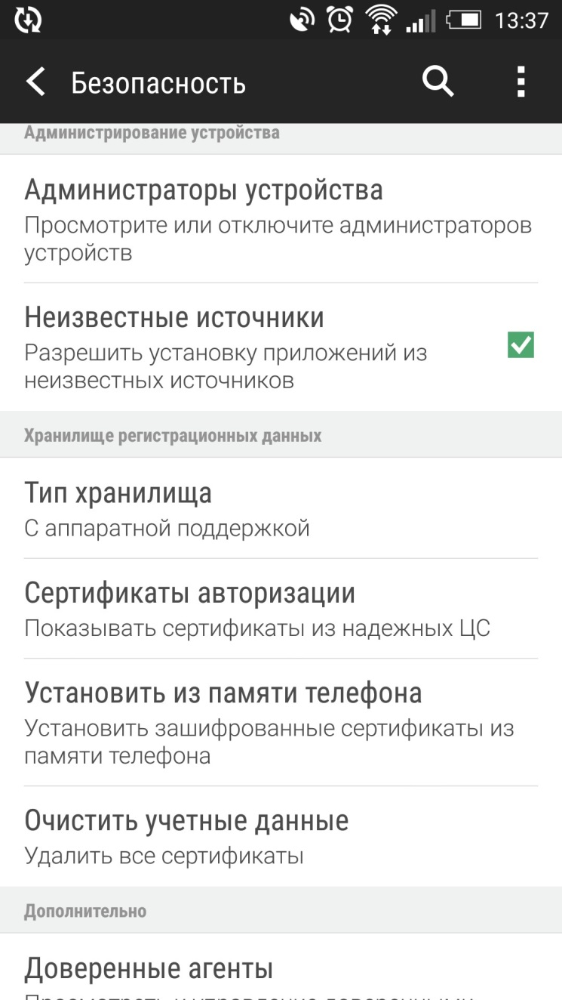 13:37
Безопасность
Администрирование устройства
Администраторы устройства
Просмотрите или отключите администраторов
устройств
Неизвестные источники
Разрешить установку приложений из
неизвестных источников
Хранилище регистрационных данных
Тип хранилища
С аппаратной поддержкой
Сертификаты авторизации
Показывать сертификаты из надежных ЦС
Установить из памяти телефона
Установить зашифрованные сертификаты из
памяти телефона
Очистить учетные данные
Удалить все сертификаты
Дополнительно
Доверенные агенты